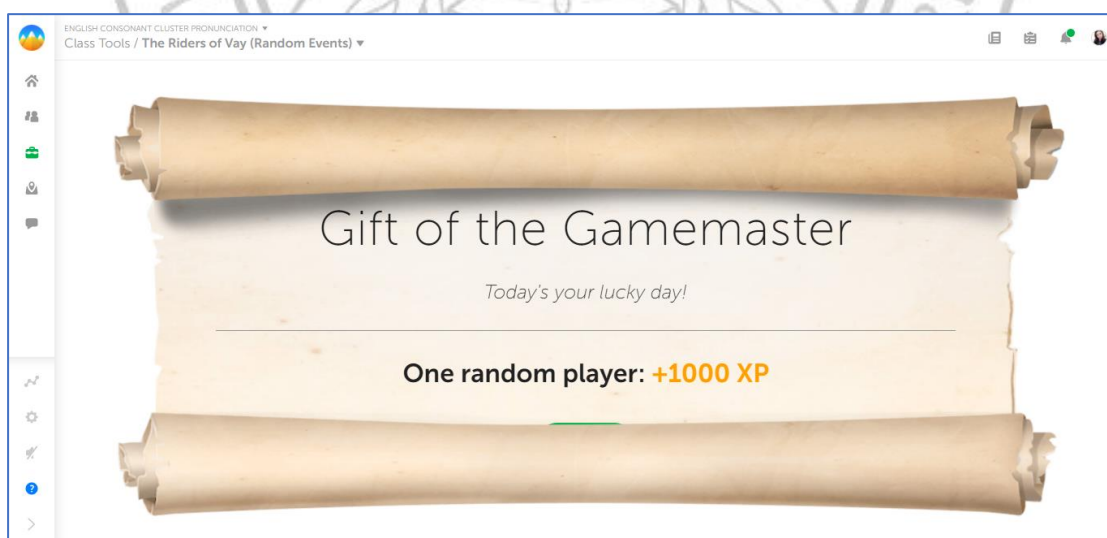 ENGLISH CONSONANT CLUSTER PRONUNCIATION ▼
Class Tools / The Riders of Vay (Random Events) ▼
Gift of the Gamemaster
Today's your lucky day!
One random player: +1000 XP
?